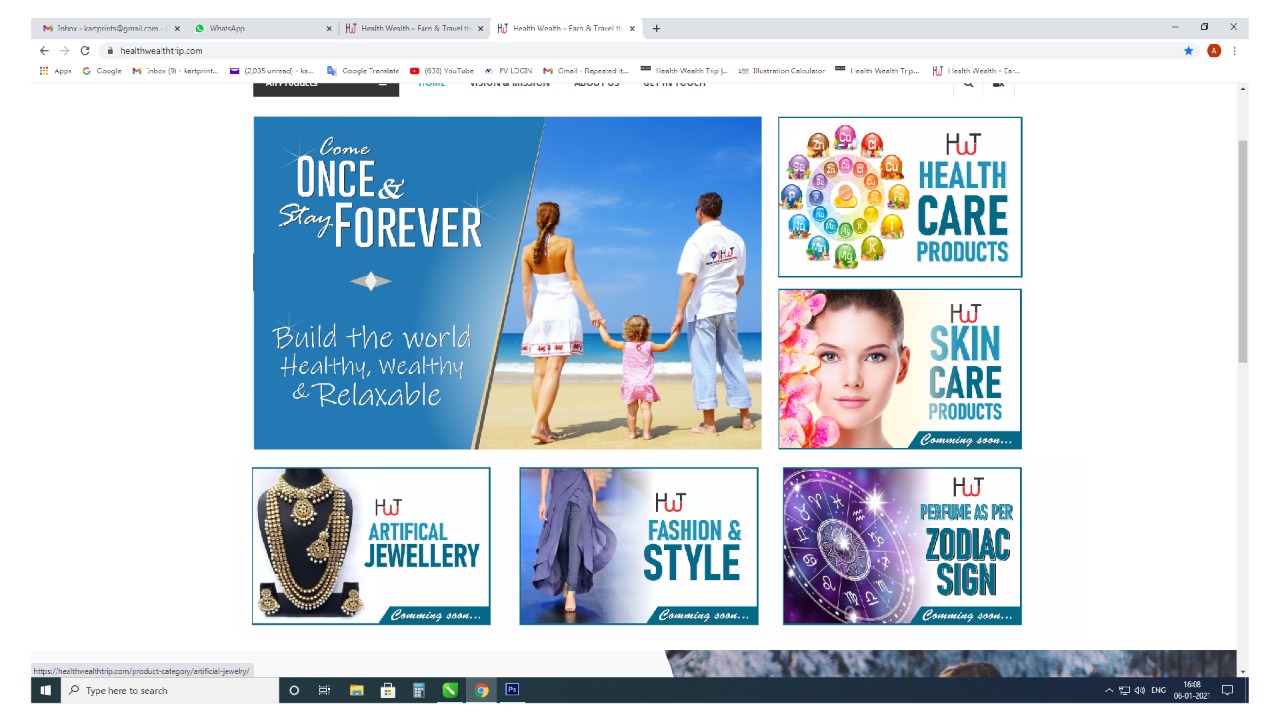 Inbox - kartprints@gmail.com - G
WhatsApp
HWT Health Wealth – Earn & Travel th
HWT Health Wealth – Earn & Travel th
healthwealthtrip.com
A
Apps
Google
Inbox (9) - kartprint...
(2,035 unread) - ka...
Google Translate
(638) YouTube
PV LOGIN
Gmail - Repeated it...
Health Wealth Trip |...
Illustration Calculator
Health Wealth Trip...
Health Wealth – Ear...
All Products
HOME
VISION & MISSION
ABOUT US
GET IN TOUCH
Come
ONCE &
Stay FOREVER
Build the world
Healthy, Wealthy
& Relaxable
HWT
HEALTH
CARE
PRODUCTS
HWT
SKIN
CARE
PRODUCTS
Comming soon...
HWT
ARTIFICAL
JEWELLERY
Comming soon...
HWT
FASHION &
STYLE
Comming soon...
HWT
PERFUME AS PER
ZODIAC
SIGN
Comming soon...
https://healthwealthtrip.com/product-category/artificial-jewelry/
Type here to search
Ps
ENG
16:08
06-01-2021